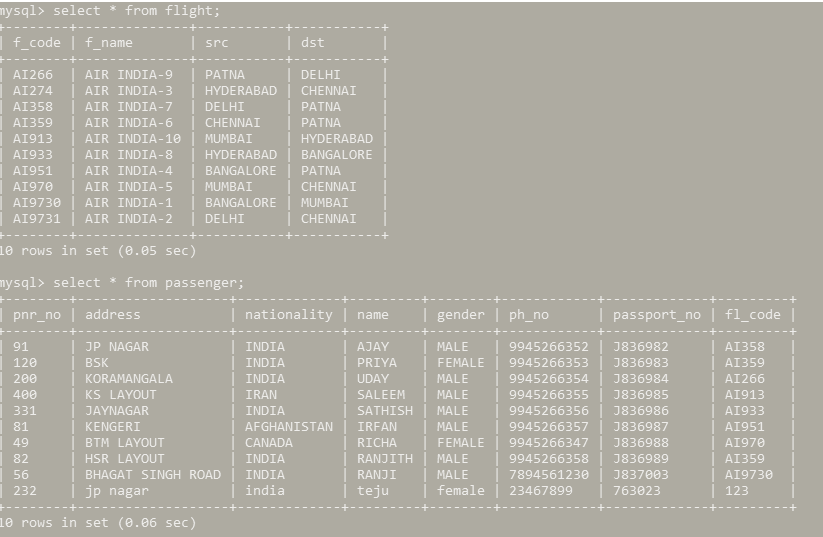 mysql> select * from flight;
+--------+--------------+-----------+-----------+
| f_code | f_name       | src       | dst       |
+--------+--------------+-----------+-----------+
| AI266  | AIR INDIA-9  | PATNA     | DELHI     |
| AI274  | AIR INDIA-3  | HYDERABAD | CHENNAI   |
| AI358  | AIR INDIA-7  | DELHI     | PATNA     |
| AI359  | AIR INDIA-6  | CHENNAI   | PATNA     |
| AI913  | AIR INDIA-10 | MUMBAI    | HYDERABAD |
| AI933  | AIR INDIA-8  | HYDERABAD | BANGALORE |
| AI951  | AIR INDIA-4  | BANGALORE | PATNA     |
| AI970  | AIR INDIA-5  | MUMBAI    | CHENNAI   |
| AI9730 | AIR INDIA-1  | BANGALORE | MUMBAI    |
| AI9731 | AIR INDIA-2  | DELHI     | CHENNAI   |
+--------+--------------+-----------+-----------+
10 rows in set (0.05 sec)
mysql> select * from passenger;
+--------+-------------------+-------------+---------+--------+------------+-------------+---------+
| pnr_no | address           | nationality | name    | gender | ph_no      | passport_no | fl_code |
+--------+-------------------+-------------+---------+--------+------------+-------------+---------+
| 91     | JP NAGAR          | INDIA       | AJAY    | MALE   | 9945266352 | J836982     | AI358   |
| 120    | BSK               | INDIA       | PRIYA   | FEMALE | 9945266353 | J836983     | AI359   |
| 200    | KORAMANGALA       | INDIA       | UDAY    | MALE   | 9945266354 | J836984     | AI266   |
| 400    | KS LAYOUT         | IRAN        | SALEEM  | MALE   | 9945266355 | J836985     | AI913   |
| 331    | JAYNAGAR          | INDIA       | SATHISH | MALE   | 9945266356 | J836986     | AI933   |
| 81     | KENGERI           | AFGHANISTAN | IRFAN   | MALE   | 9945266357 | J836987     | AI951   |
| 49     | BTM LAYOUT        | CANADA      | RICHA   | FEMALE | 9945266347 | J836988     | AI970   |
| 82     | HSR LAYOUT        | INDIA       | RANJITH | MALE   | 9945266358 | J836989     | AI359   |
| 56     | BHAGAT SINGH ROAD | INDIA       | RANJI   | MALE   | 7894561230 | J837003     | AI9730  |
| 232    | jp nagar          | india       | teju    | female | 23467899   | 763023      | 123     |
+--------+-------------------+-------------+---------+--------+------------+-------------+---------+
10 rows in set (0.06 sec)